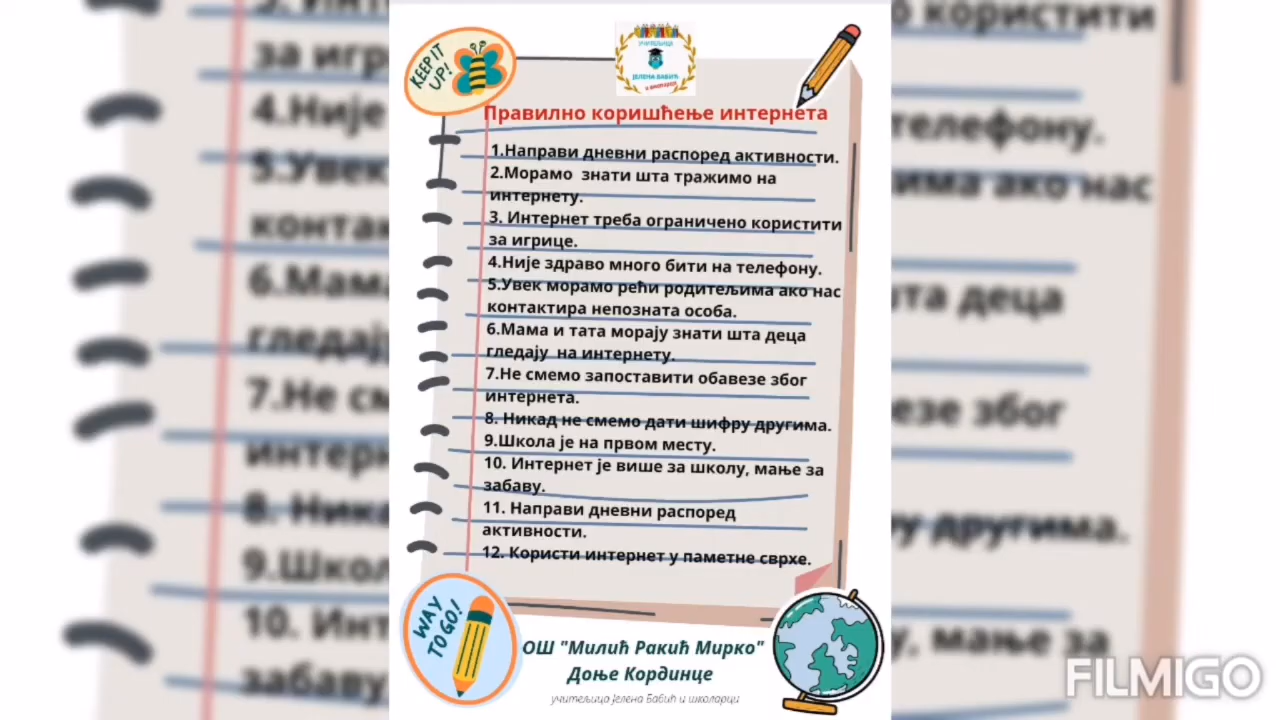 KEEP IT
UP!
УЧИТЕЉИЦА
ЈЕЛЕНА БАБИЋ
Правилно коришћење интернета
1.Направи дневни распоред активности.
2.Морамо знати шта тражимо на
интернету.
3. Интернет треба ограничено користити
за игрице.
4.Није здраво много бити на телефону.
5.Увек морамо рећи родитељима ако нас
контактира непозната особа.
6.Мама и тата морају знати шта деца
гледају на интернету.
7.Не смемо запоставити обавезе због
интернета.
8. Никад не смемо дати шифру другима.
9.Школа је на првом месту.
10. Интернет је више за школу, мање за
забаву.
11. Направи дневни распоред
активности.
12. Користи интернет у паметне сврхе.
WAY
TO GO!
ОШ "Милић Ракић Мирко"
Доње Кординце
учитељица Јелена Бабић и школарци
FILMIGO